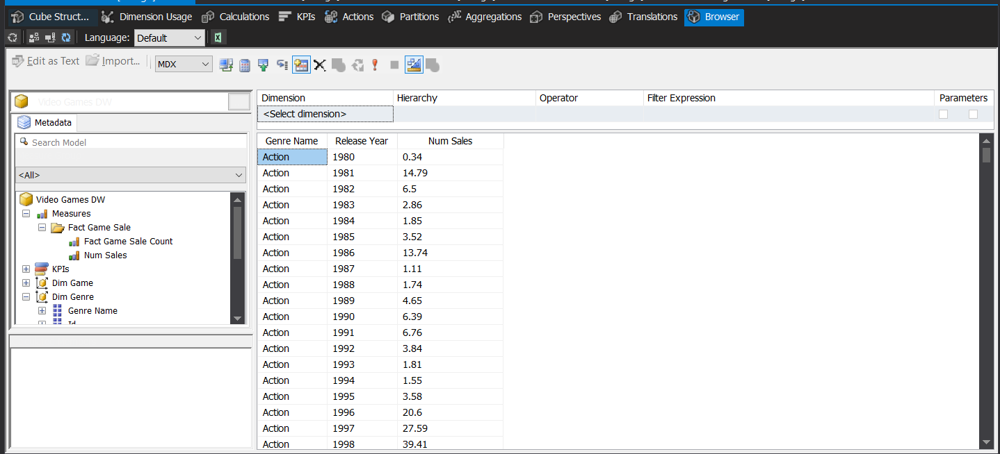 Cube Struct... Dimension Usage Calculations KPIs Actions Partitions Aggregations Perspectives Translations Browser
Language: Default
Edit as Text Import... MDX
Video Games DW
Metadata
Search Model
<All>
Video Games DW
Measures
Fact Game Sale
Fact Game Sale Count
Num Sales
KPIs
Dim Game
Dim Genre
Genre Name
Id
Dimension Hierarchy Operator Filter Expression Parameters
<Select dimension>
Genre Name Release Year Num Sales
Action 1980 0.34
Action 1981 14.79
Action 1982 6.5
Action 1983 2.86
Action 1984 1.85
Action 1985 3.52
Action 1986 13.74
Action 1987 1.11
Action 1988 1.74
Action 1989 4.65
Action 1990 6.39
Action 1991 6.76
Action 1992 3.84
Action 1993 1.81
Action 1994 1.55
Action 1995 3.58
Action 1996 20.6
Action 1997 27.59
Action 1998 39.41